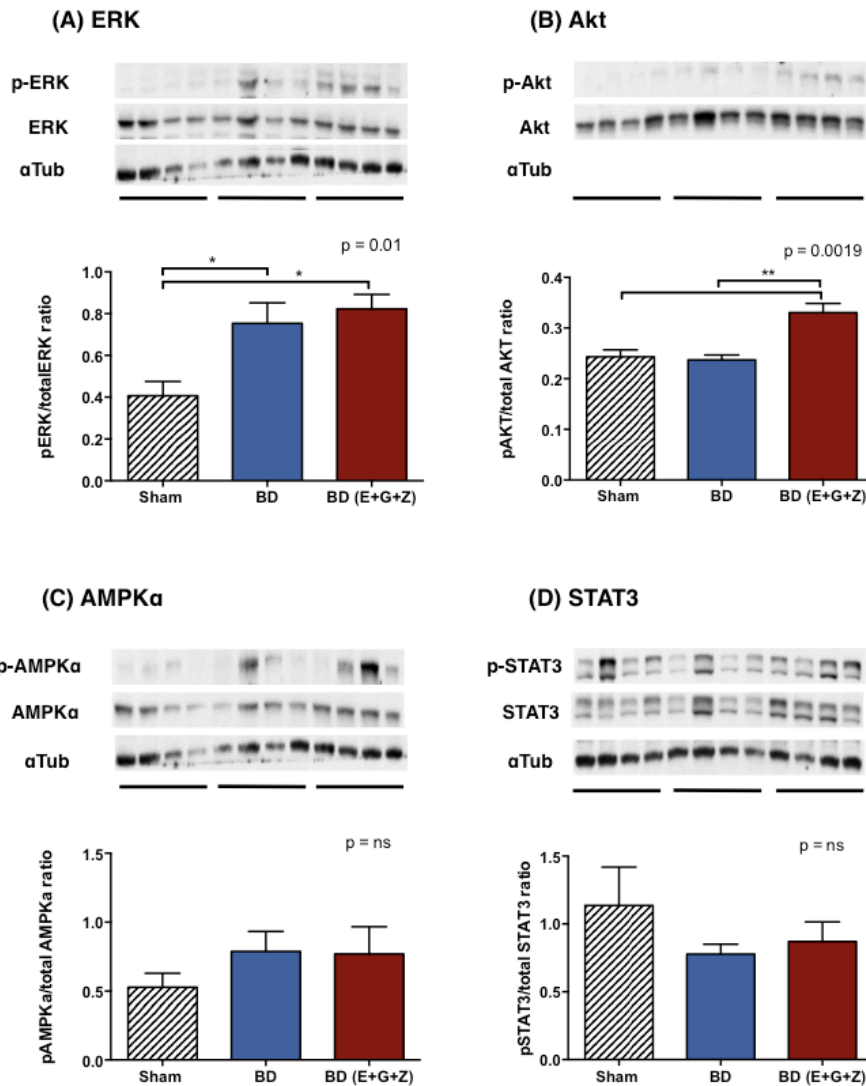 (A) ERK
p-ERK
ERK
αTub
p = 0.01
*
*
pERK/totalERK ratio
1.0
0.8
0.6
0.4
0.2
0.0
Sham
BD
BD (E+G+Z)
(B) Akt
p-Akt
Akt
αTub
p = 0.0019
**
pAKT/total AKT ratio
0.4
0.3
0.2
0.1
0.0
Sham
BD
BD (E+G+Z)
(C) AMPKα
p-AMPKα
AMPKα
αTub
p = ns
pAMPKa/total AMPKa ratio
1.5
1.0
0.5
0.0
Sham
BD
BD (E+G+Z)
(D) STAT3
p-STAT3
STAT3
αTub
p = ns
pSTAT3/total STAT3 ratio
1.5
1.0
0.5
0.0
Sham
BD
BD (E+G+Z)